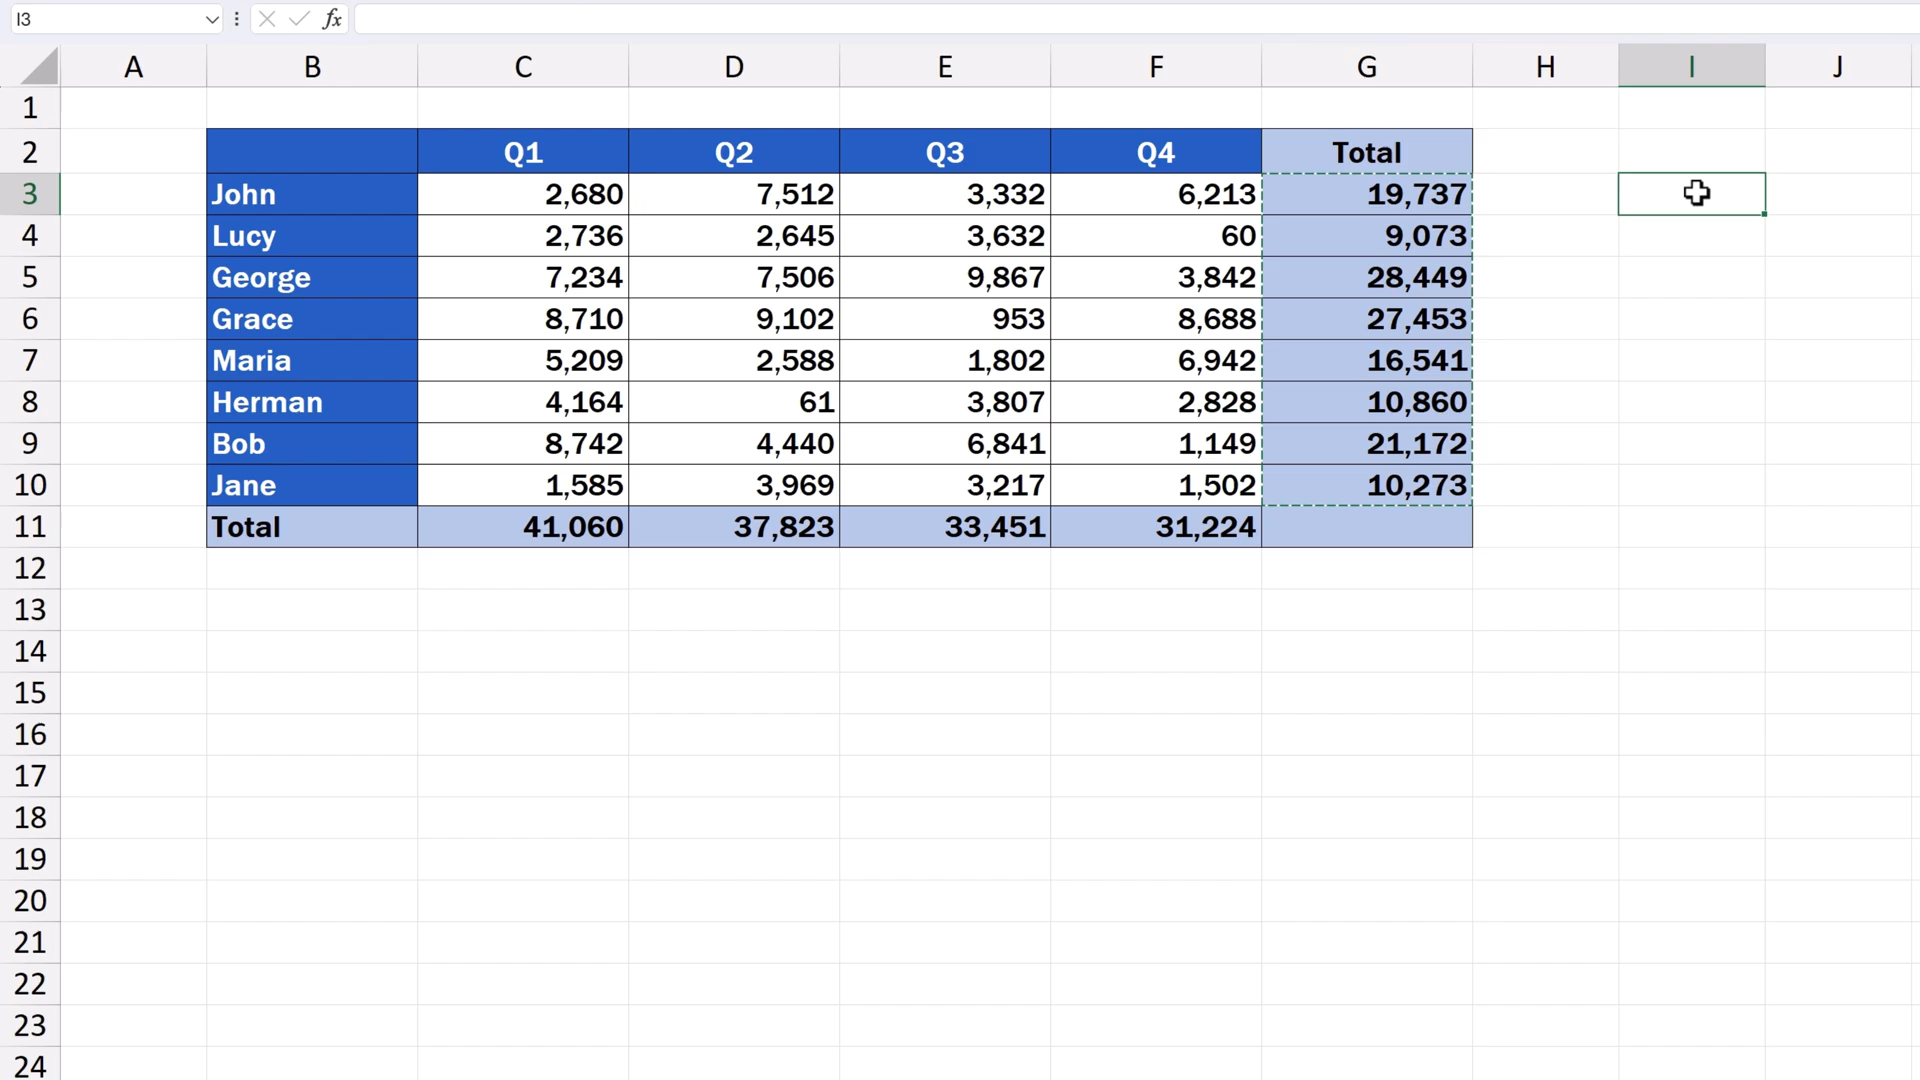 I3 fx
A B C D E F G H I J
1
2 Q1 Q2 Q3 Q4 Total
3 John 2,680 7,512 3,332 6,213 19,737
4 Lucy 2,736 2,645 3,632 60 9,073
5 George 7,234 7,506 9,867 3,842 28,449
6 Grace 8,710 9,102 953 8,688 27,453
7 Maria 5,209 2,588 1,802 6,942 16,541
8 Herman 4,164 61 3,807 2,828 10,860
9 Bob 8,742 4,440 6,841 1,149 21,172
10 Jane 1,585 3,969 3,217 1,502 10,273
11 Total 41,060 37,823 33,451 31,224
12
13
14
15
16
17
18
19
20
21
22
23
24